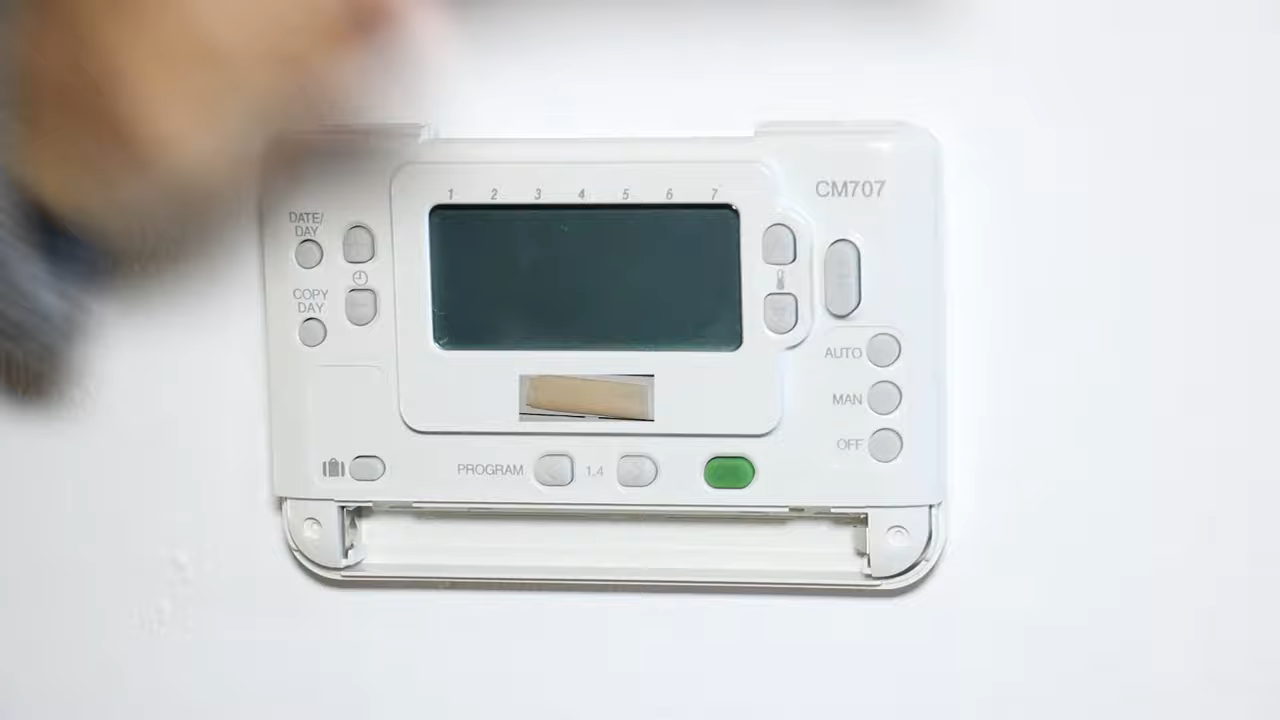 1 2 3 4 5 6 7
CM707
DATE/
DAY
COPY
DAY
AUTO
MAN
OFF
PROGRAM 1.4